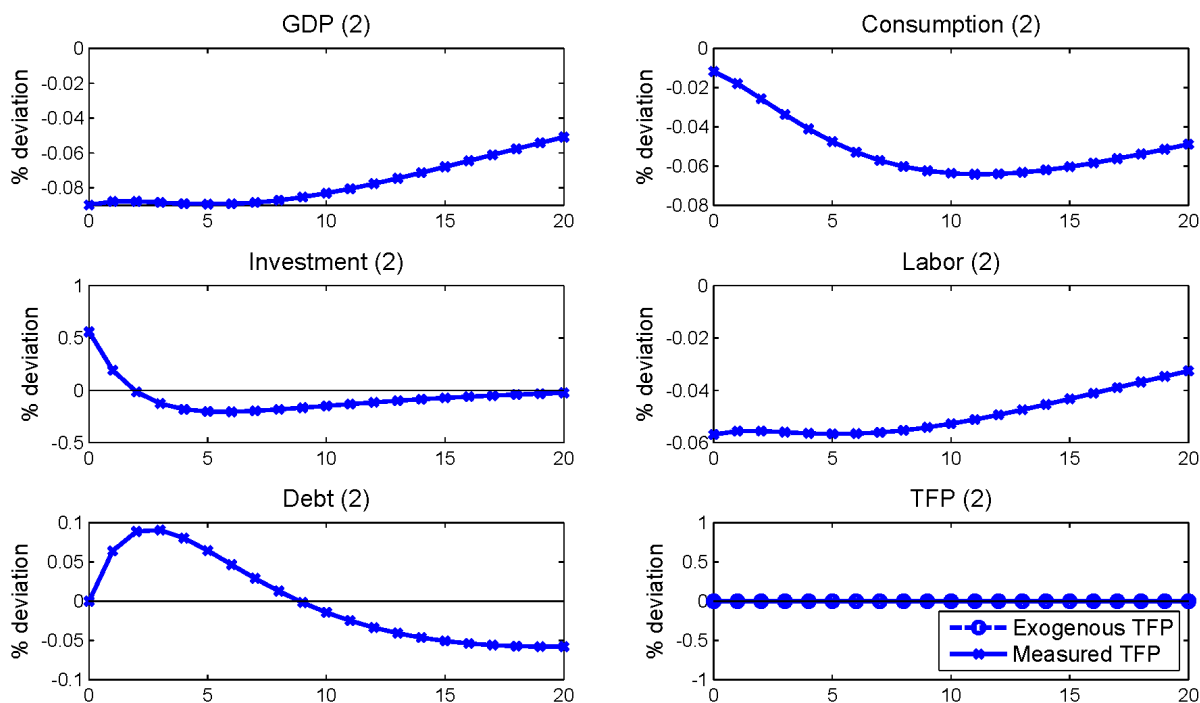 GDP (2)
% deviation
0
-0.02
-0.04
-0.06
-0.08
0 5 10 15 20
Consumption (2)
% deviation
0
-0.02
-0.04
-0.06
-0.08
0 5 10 15 20
Investment (2)
% deviation
1
0.5
0
-0.5
0 5 10 15 20
Labor (2)
% deviation
0
-0.02
-0.04
-0.06
0 5 10 15 20
Debt (2)
% deviation
0.1
0.05
0
-0.05
-0.1
0 5 10 15 20
TFP (2)
% deviation
1
0.5
0
-0.5
-1
0 5 10 15 20
Exogenous TFP
Measured TFP